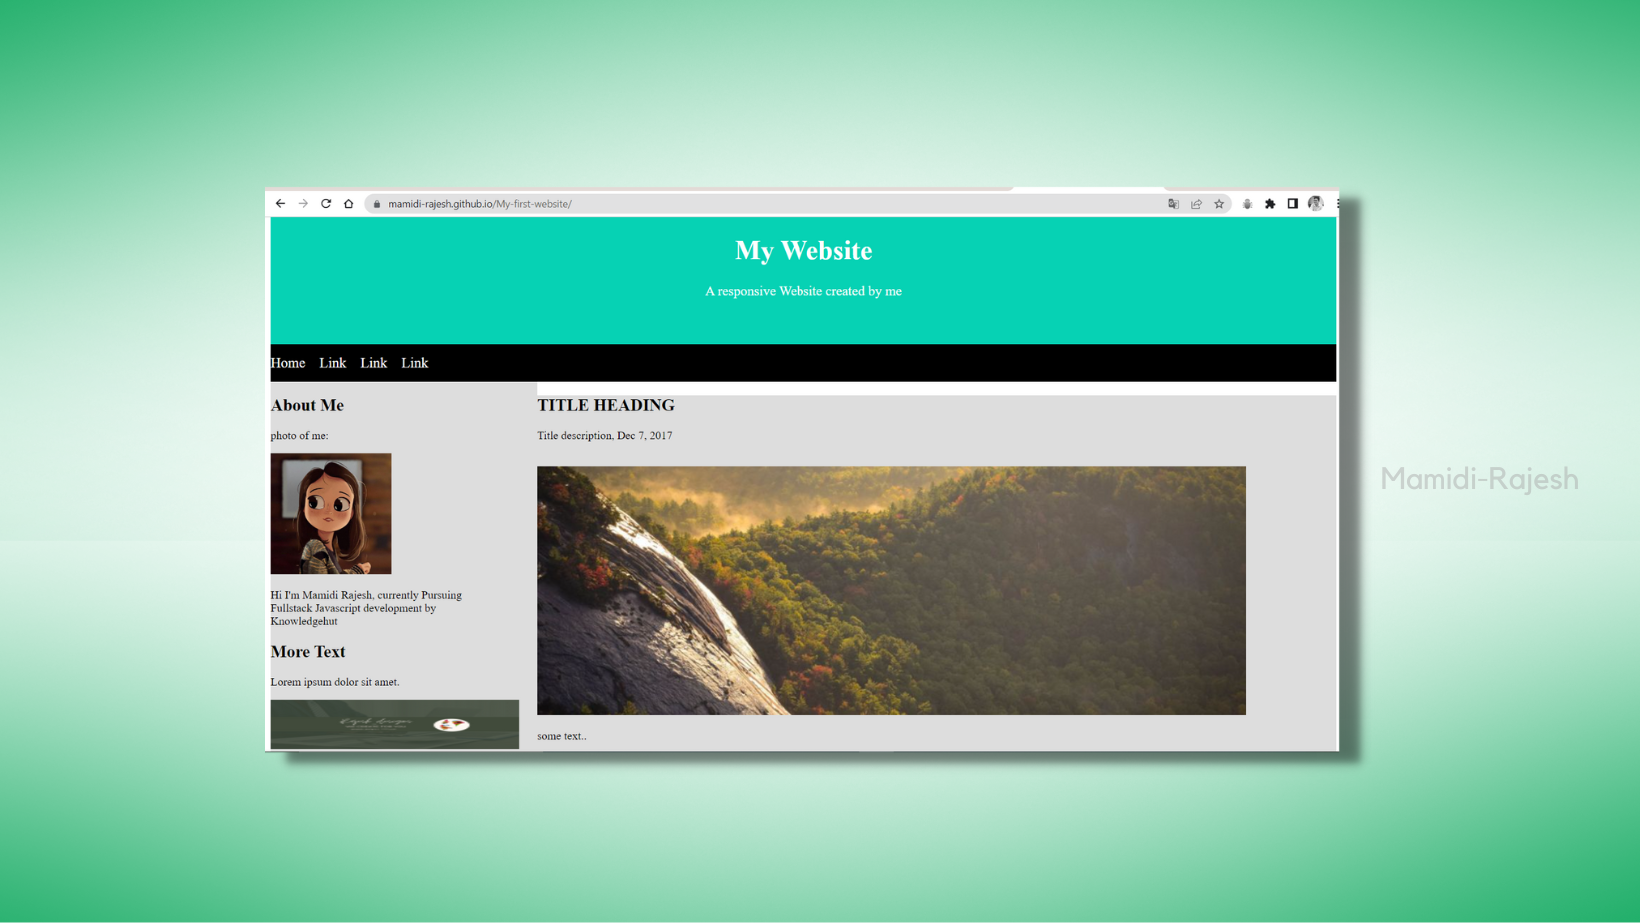 mamidi-rajesh.github.io/My-first-website/
My Website
A responsive Website created by me
Home Link Link Link
About Me
photo of me:
Hi I'm Mamidi Rajesh, currently Pursuing
Fullstack Javascript development by
Knowledgehut
More Text
Lorem ipsum dolor sit amet.
TITLE HEADING
Title description, Dec 7, 2017
some text..
Mamidi-Rajesh